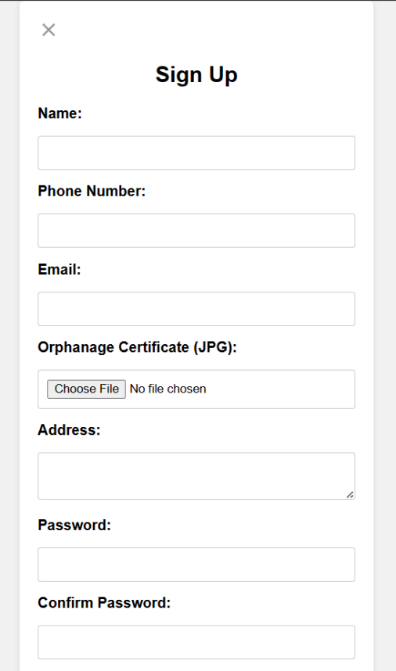 Sign Up
Name:
Phone Number:
Email:
Orphanage Certificate (JPG):
Choose File No file chosen
Address:
Password:
Confirm Password: